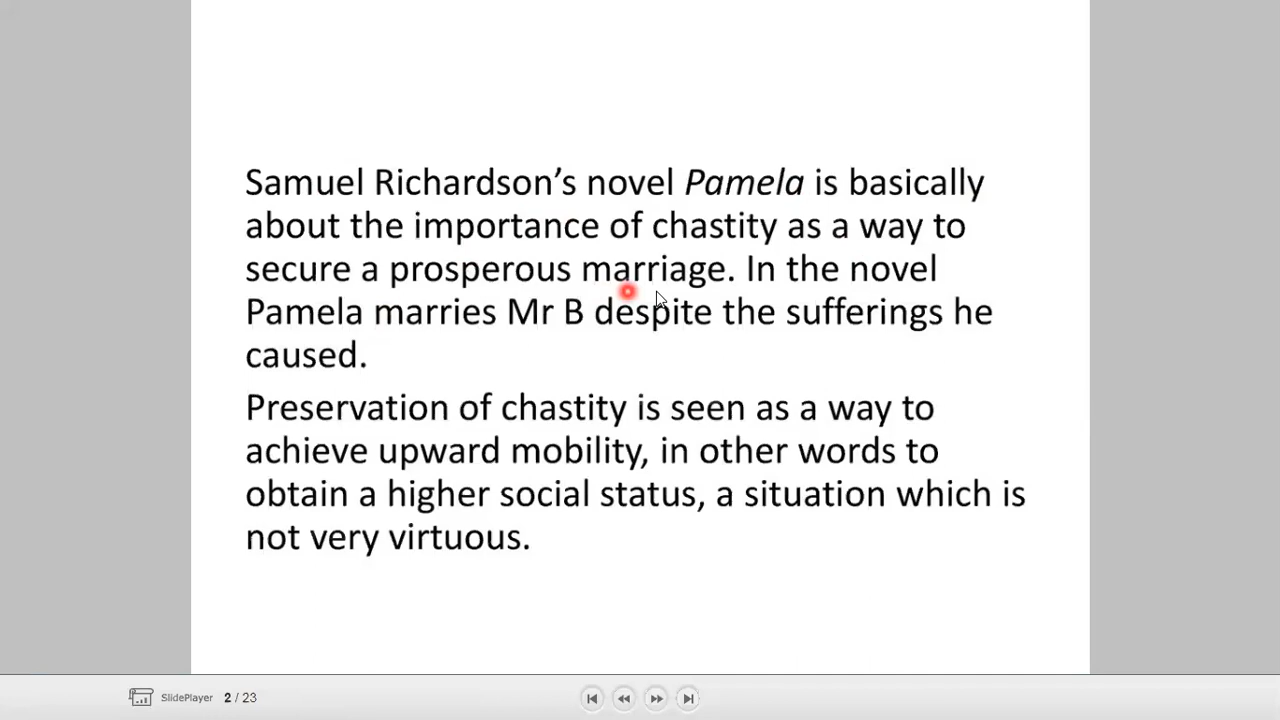 Samuel Richardson’s novel Pamela is basically
about the importance of chastity as a way to
secure a prosperous marriage. In the novel
Pamela marries Mr B despite the sufferings he
caused.
Preservation of chastity is seen as a way to
achieve upward mobility, in other words to
obtain a higher social status, a situation which is
not very virtuous.
SlidePlayer 2 / 23